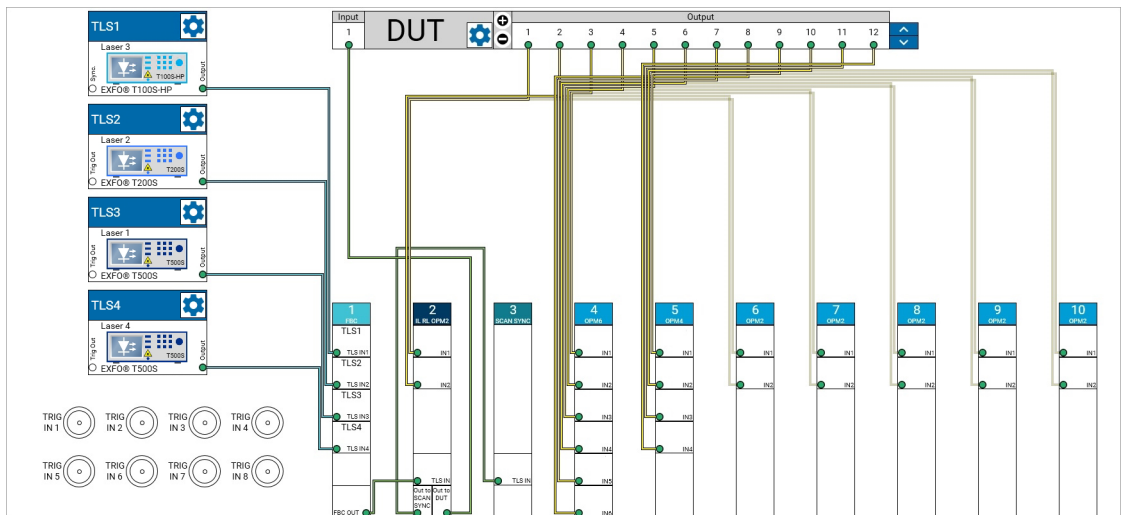 TLS1
Laser 3
Sync.
T100S-HP
Output
EXFO® T100S-HP
TLS2
Laser 2
Trig Out
T200S
Output
EXFO® T200S
TLS3
Laser 1
Trig Out
T500S
Output
EXFO® T500S
TLS4
Laser 4
Trig Out
T500S
Output
EXFO® T500S
TRIG IN 1
TRIG IN 2
TRIG IN 3
TRIG IN 4
TRIG IN 5
TRIG IN 6
TRIG IN 7
TRIG IN 8
Input
1
DUT
Output
1 2 3 4 5 6 7 8 9 10 11 12
1
FBC
TLS1
TLS IN1
TLS2
TLS IN2
TLS3
TLS IN3
TLS4
TLS IN4
FBC OUT
2
IL RL OPM2
IN1
IN2
TLS IN
Out to SCAN SYNC
Out to DUT
3
SCAN SYNC
TLS IN
4
OPM6
IN1
IN2
IN3
IN4
IN5
IN6
5
OPM4
IN1
IN2
IN3
IN4
6
OPM2
IN1
IN2
7
OPM2
IN1
IN2
8
OPM2
IN1
IN2
9
OPM2
IN1
IN2
10
OPM2
IN1
IN2